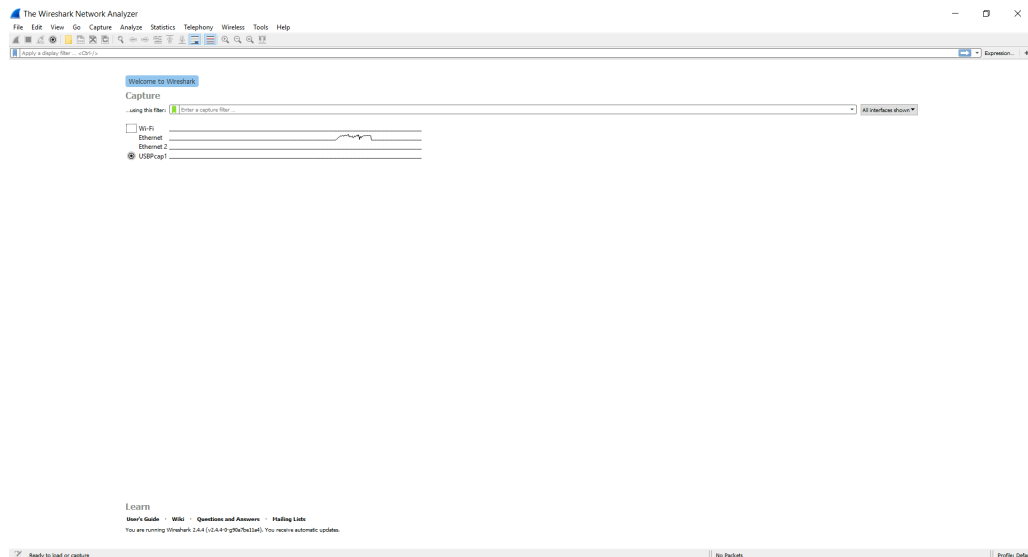 The Wireshark Network Analyzer
File Edit View Go Capture Analyze Statistics Telephony Wireless Tools Help
Apply a display filter ... <Ctrl-/>
Expression...
Welcome to Wireshark
Capture
...using this filter:
Enter a capture filter ...
All interfaces shown
Wi-Fi
Ethernet
Ethernet 2
USBPcap1
Learn
User's Guide · Wiki · Questions and Answers · Mailing Lists
You are running Wireshark 2.4.4 (v2.4.4-0-g90a7be11a4). You receive automatic updates.
Ready to load or capture
No Packets
Profile: Defa